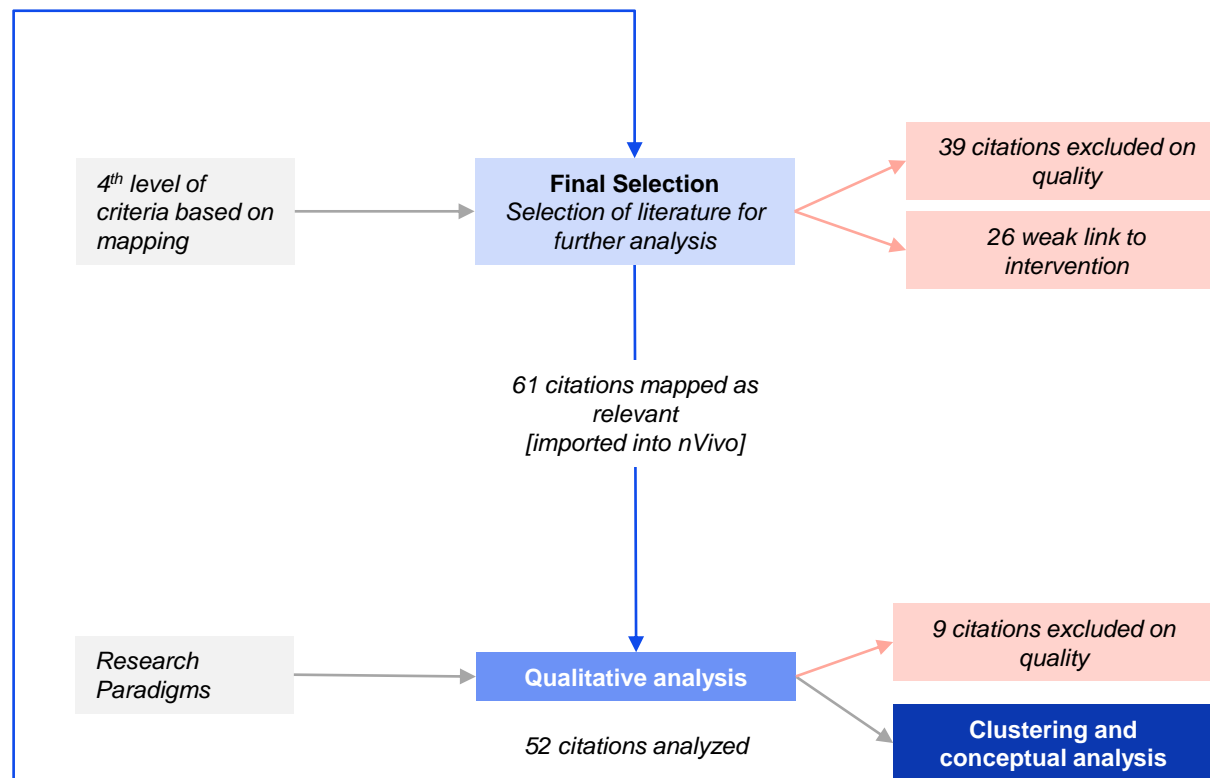 4th level of
criteria based on
mapping
Final Selection
Selection of literature for
further analysis
39 citations excluded on
quality
26 weak link to
intervention
61 citations mapped as
relevant
[imported into nVivo]
Research
Paradigms
Qualitative analysis
9 citations excluded on
quality
52 citations analyzed
Clustering and
conceptual analysis